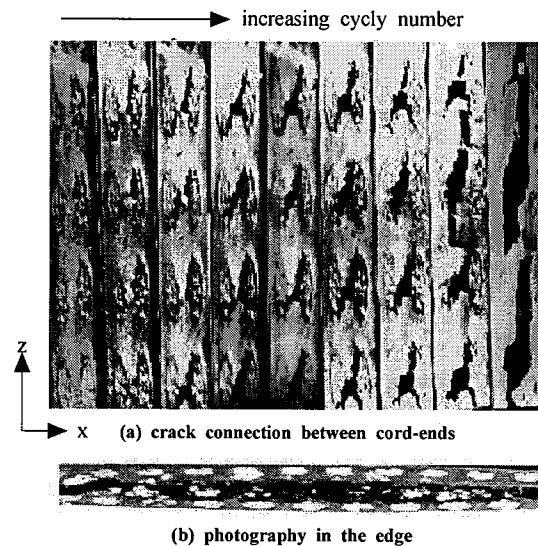 increasing cycly number
z
x
(a) crack connection between cord-ends
(b) photography in the edge